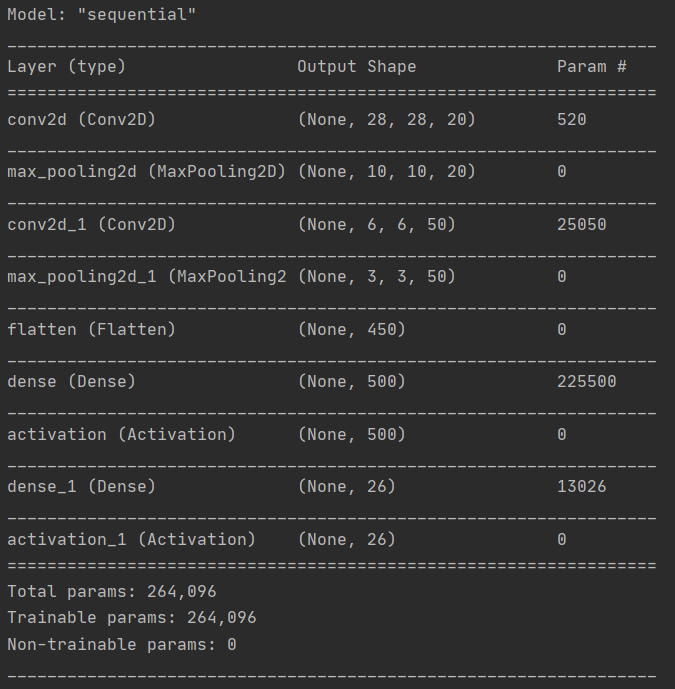 Model: "sequential"
_________________________________________________________________
Layer (type)                 Output Shape              Param #
=================================================================
conv2d (Conv2D)              (None, 28, 28, 20)        520
_________________________________________________________________
max_pooling2d (MaxPooling2D) (None, 10, 10, 20)        0
_________________________________________________________________
conv2d_1 (Conv2D)            (None, 6, 6, 50)          25050
_________________________________________________________________
max_pooling2d_1 (MaxPooling2 (None, 3, 3, 50)          0
_________________________________________________________________
flatten (Flatten)            (None, 450)               0
_________________________________________________________________
dense (Dense)                (None, 500)               225500
_________________________________________________________________
activation (Activation)      (None, 500)               0
_________________________________________________________________
dense_1 (Dense)              (None, 26)                13026
_________________________________________________________________
activation_1 (Activation)    (None, 26)                0
=================================================================
Total params: 264,096
Trainable params: 264,096
Non-trainable params: 0
_________________________________________________________________